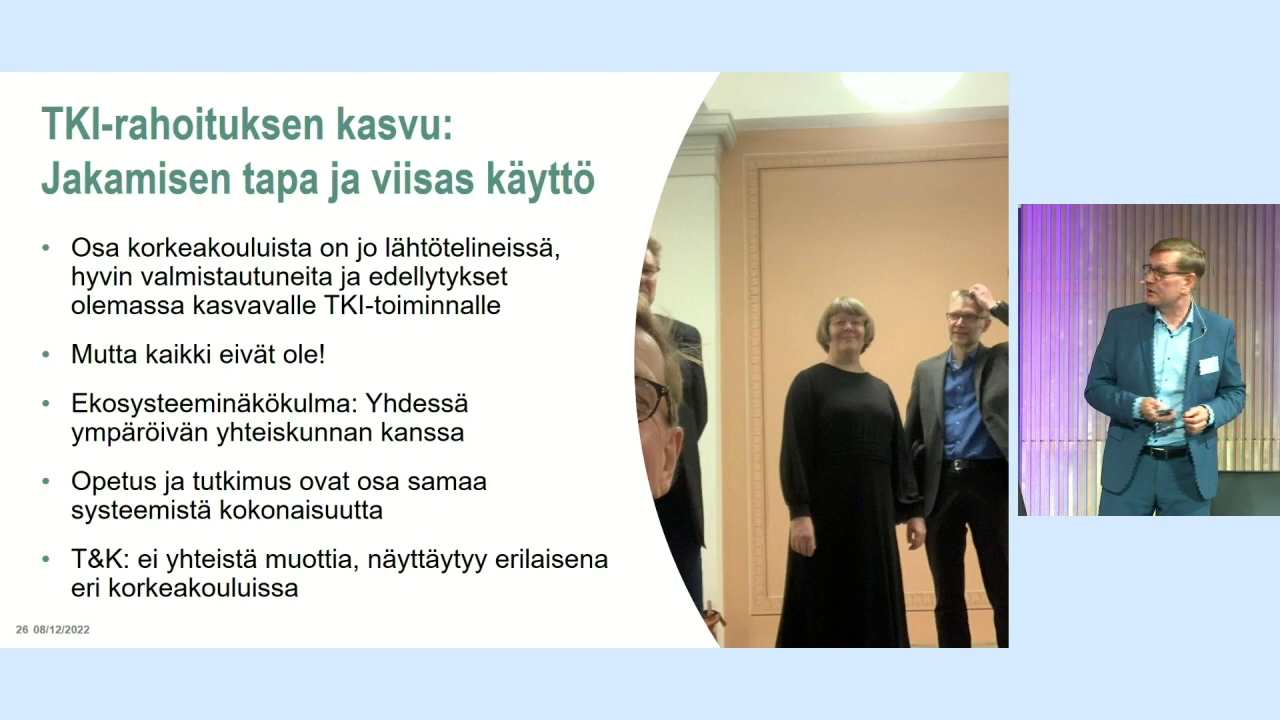 TKI-rahoituksen kasvu:
Jakamisen tapa ja viisas käyttö
• Osa korkeakouluista on jo lähtötelineissä,
hyvin valmistautuneita ja edellytykset
olemassa kasvavalle TKI-toiminnalle
• Mutta kaikki eivät ole!
• Ekosysteeminäkökulma: Yhdessä
ympäröivän yhteiskunnan kanssa
• Opetus ja tutkimus ovat osa samaa
systeemistä kokonaisuutta
• T&K: ei yhteistä muottia, näyttäytyy erilaisena
eri korkeakouluissa
26 08/12/2022